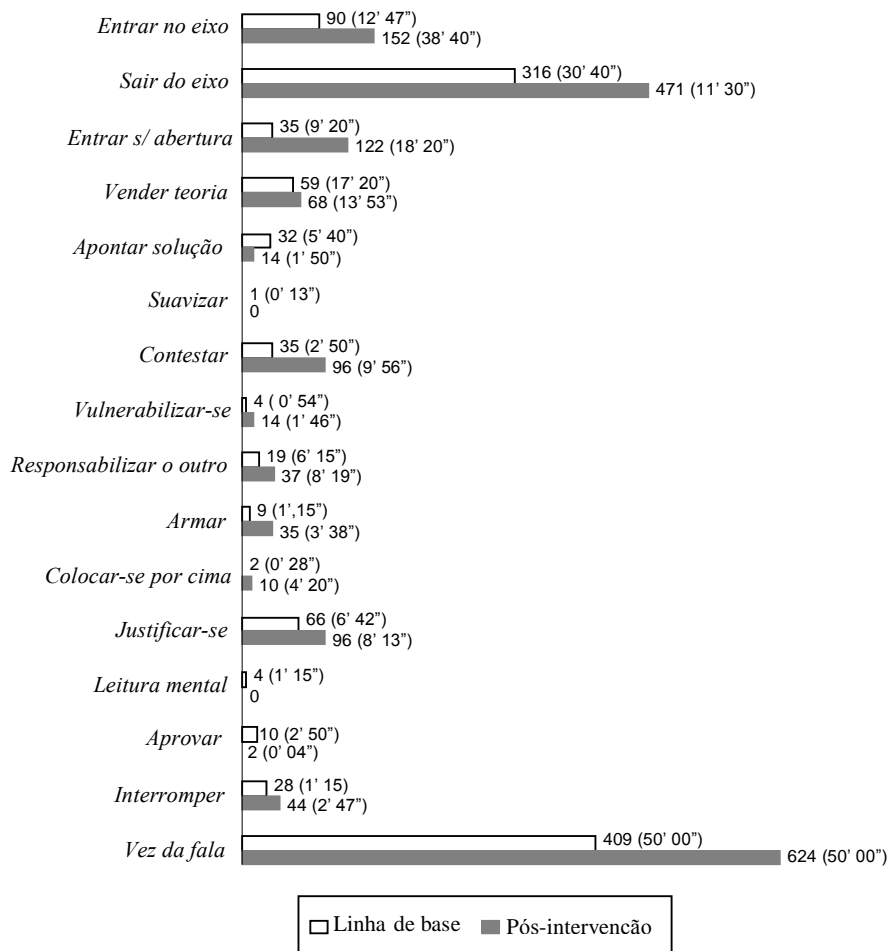 Entrar no eixo
90 (12’ 47”)
152 (38’ 40”)
Sair do eixo
316 (30’ 40”)
471 (11’ 30”)
Entrar s/ abertura
35 (9’ 20”)
122 (18’ 20”)
Vender teoria
59 (17’ 20”)
68 (13’ 53”)
Apontar solução
32 (5’ 40”)
14 (1’ 50”)
Suavizar
1 (0’ 13”)
0
Contestar
35 (2’ 50”)
96 (9’ 56”)
Vulnerabilizar-se
4 ( 0’ 54”)
14 (1’ 46”)
Responsabilizar o outro
19 (6’ 15”)
37 (8’ 19”)
Armar
9 (1’,15”)
35 (3’ 38”)
Colocar-se por cima
2 (0’ 28”)
10 (4’ 20”)
Justificar-se
66 (6’ 42”)
96 (8’ 13”)
Leitura mental
4 (1’ 15”)
0
Aprovar
10 (2’ 50”)
2 (0’ 04”)
Interromper
28 (1’ 15)
44 (2’ 47”)
Vez da fala
409 (50’ 00”)
624 (50’ 00”)
Linha de base
Pós-intervencão